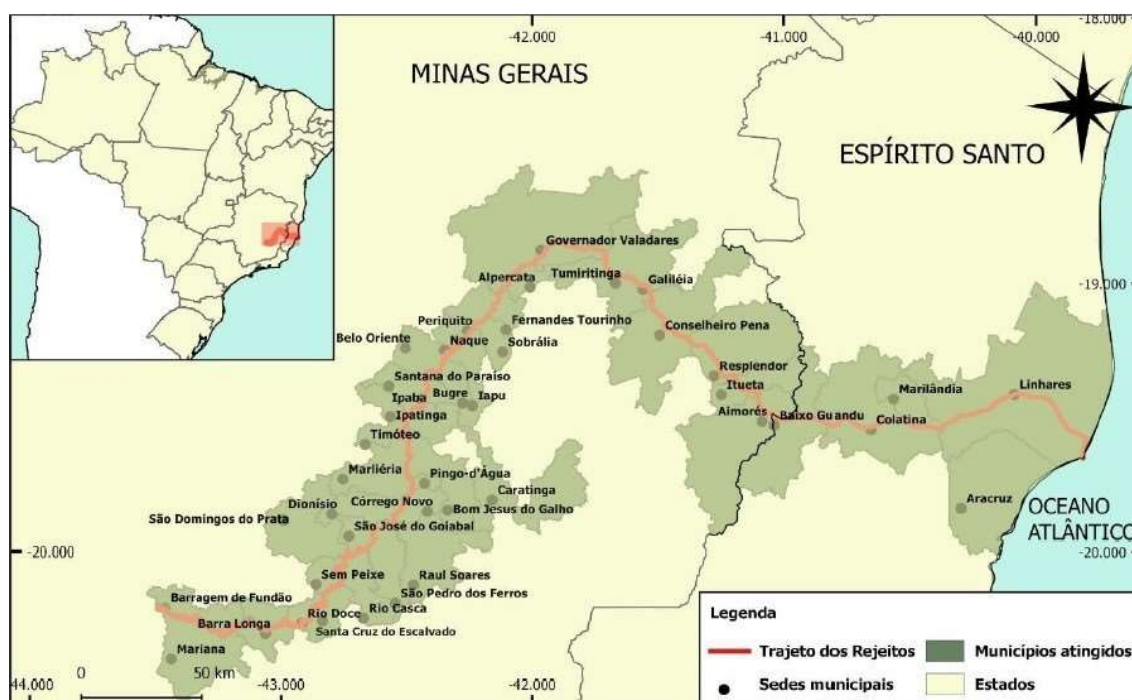 -42.000
-41.000
-40.000
-18.000
MINAS GERAIS
ESPÍRITO SANTO
Governador Valadares
Alpercata
Tumiritinga
Galiléia
-19.000
Periquito
Fernandes Tourinho
Conselheiro Pena
Belo Oriente
Naque
Sobrália
Resplendor
Santana do Paraíso
Itueta
Marilândia
Linhares
Ipaba
Bugre
Iapu
Ipatinga
Aimorés
Baixo Guandu
Colatina
Timóteo
Marliéria
Pingo-d'Água
Caratinga
Aracruz
Dionísio
Córrego Novo
Bom Jesus do Galho
São Domingos do Prata
São José do Goiabal
OCEANO
ATLÂNTICO
-20.000
-20.000
Sem Peixe
Raul Soares
São Pedro dos Ferros
Barragem de Fundão
Rio Doce
Rio Casca
Barra Longa
Santa Cruz do Escalvado
Mariana
0
50 km
-44.000
-43.000
-42.000
Legenda
Trajeto dos Rejeitos
Municípios atingidos
Sedes municipais
Estados